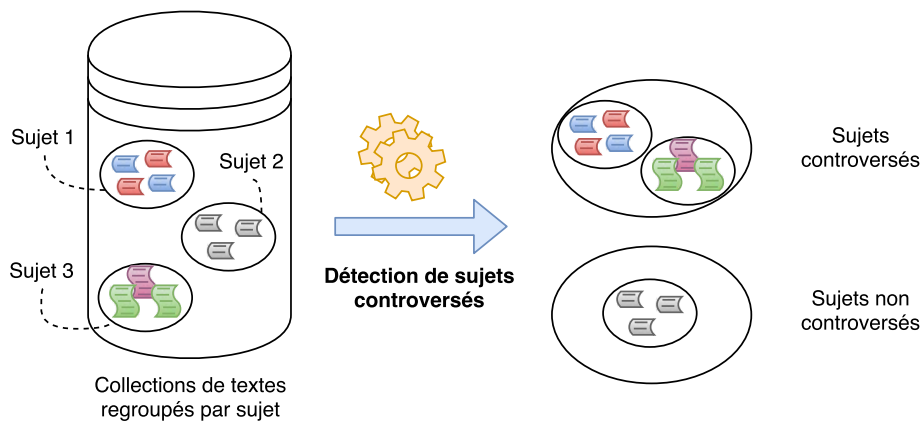 Sujet 1
Sujet 2
Sujet 3
Collections de textes
regroupés par sujet
Détection de sujets
controversés
Sujets
controversés
Sujets non
controversés